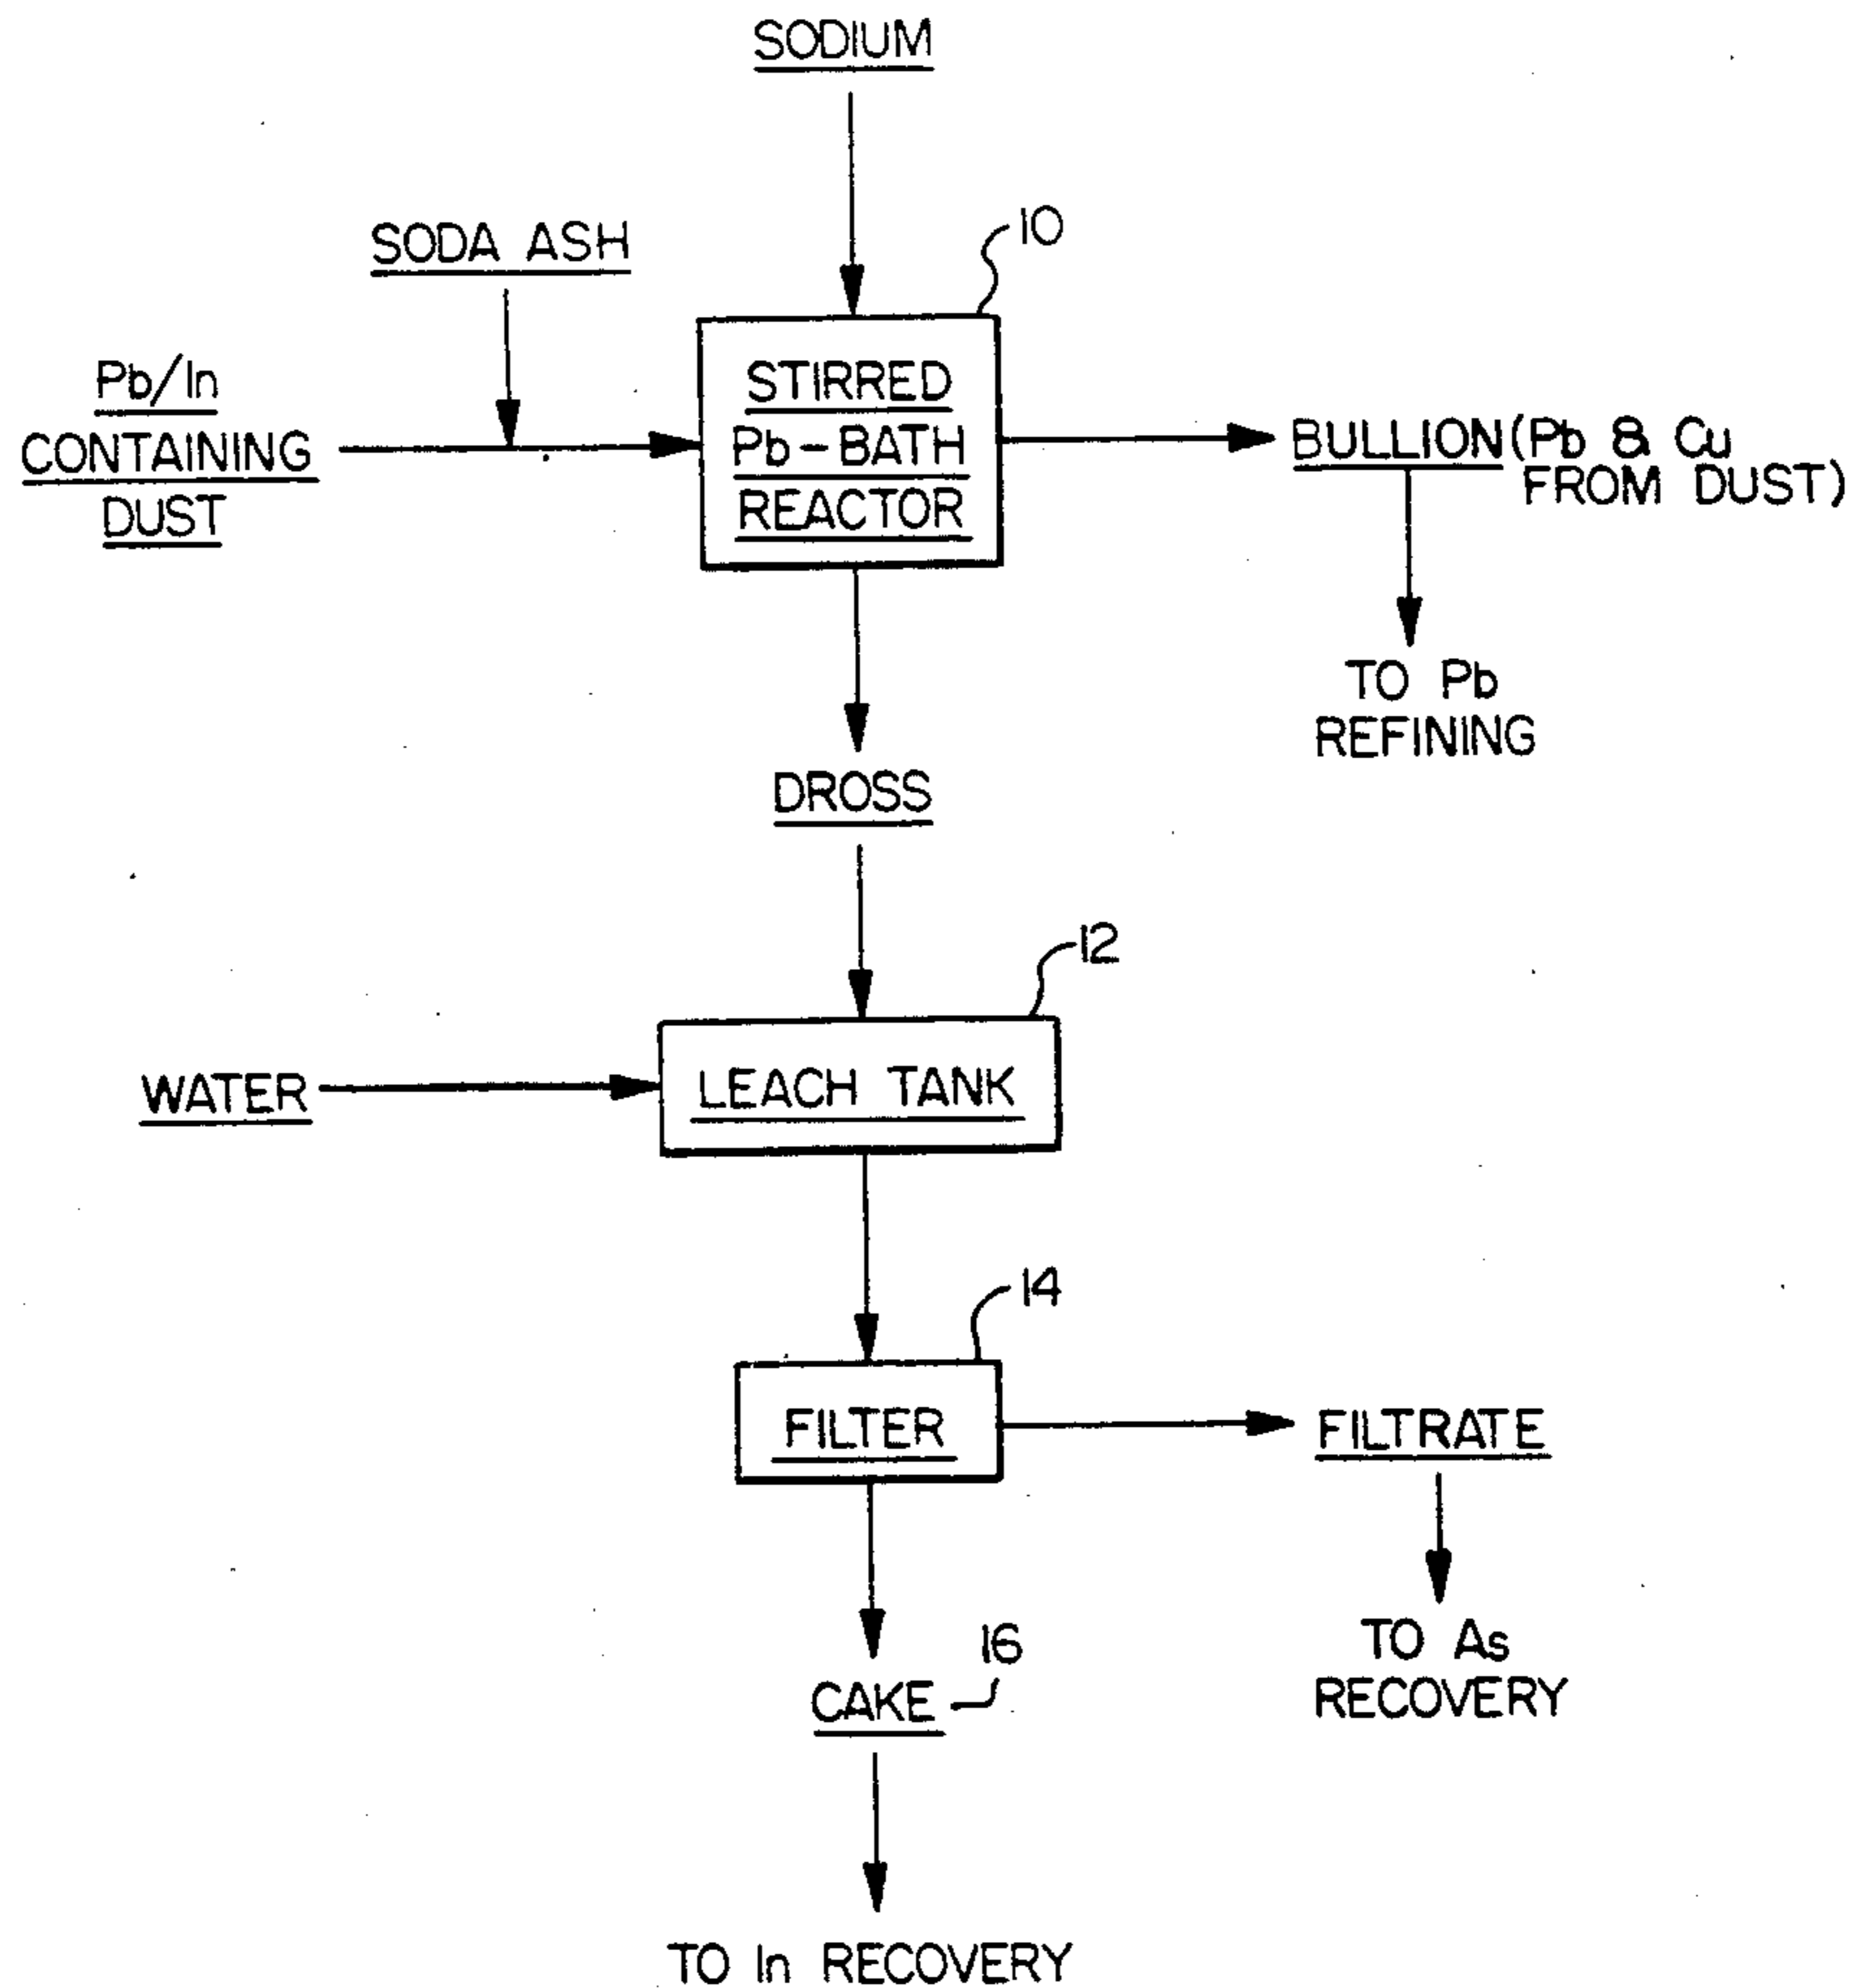 SODIUM
10
SODA ASH
Pb/In
CONTAINING
DUST
STIRRED
Pb-BATH
REACTOR
BULLION (Pb & Cu
FROM DUST)
TO Pb
REFINING
DROSS
12
WATER
LEACH TANK
14
FILTER
FILTRATE
16
CAKE
TO As
RECOVERY
TO In RECOVERY